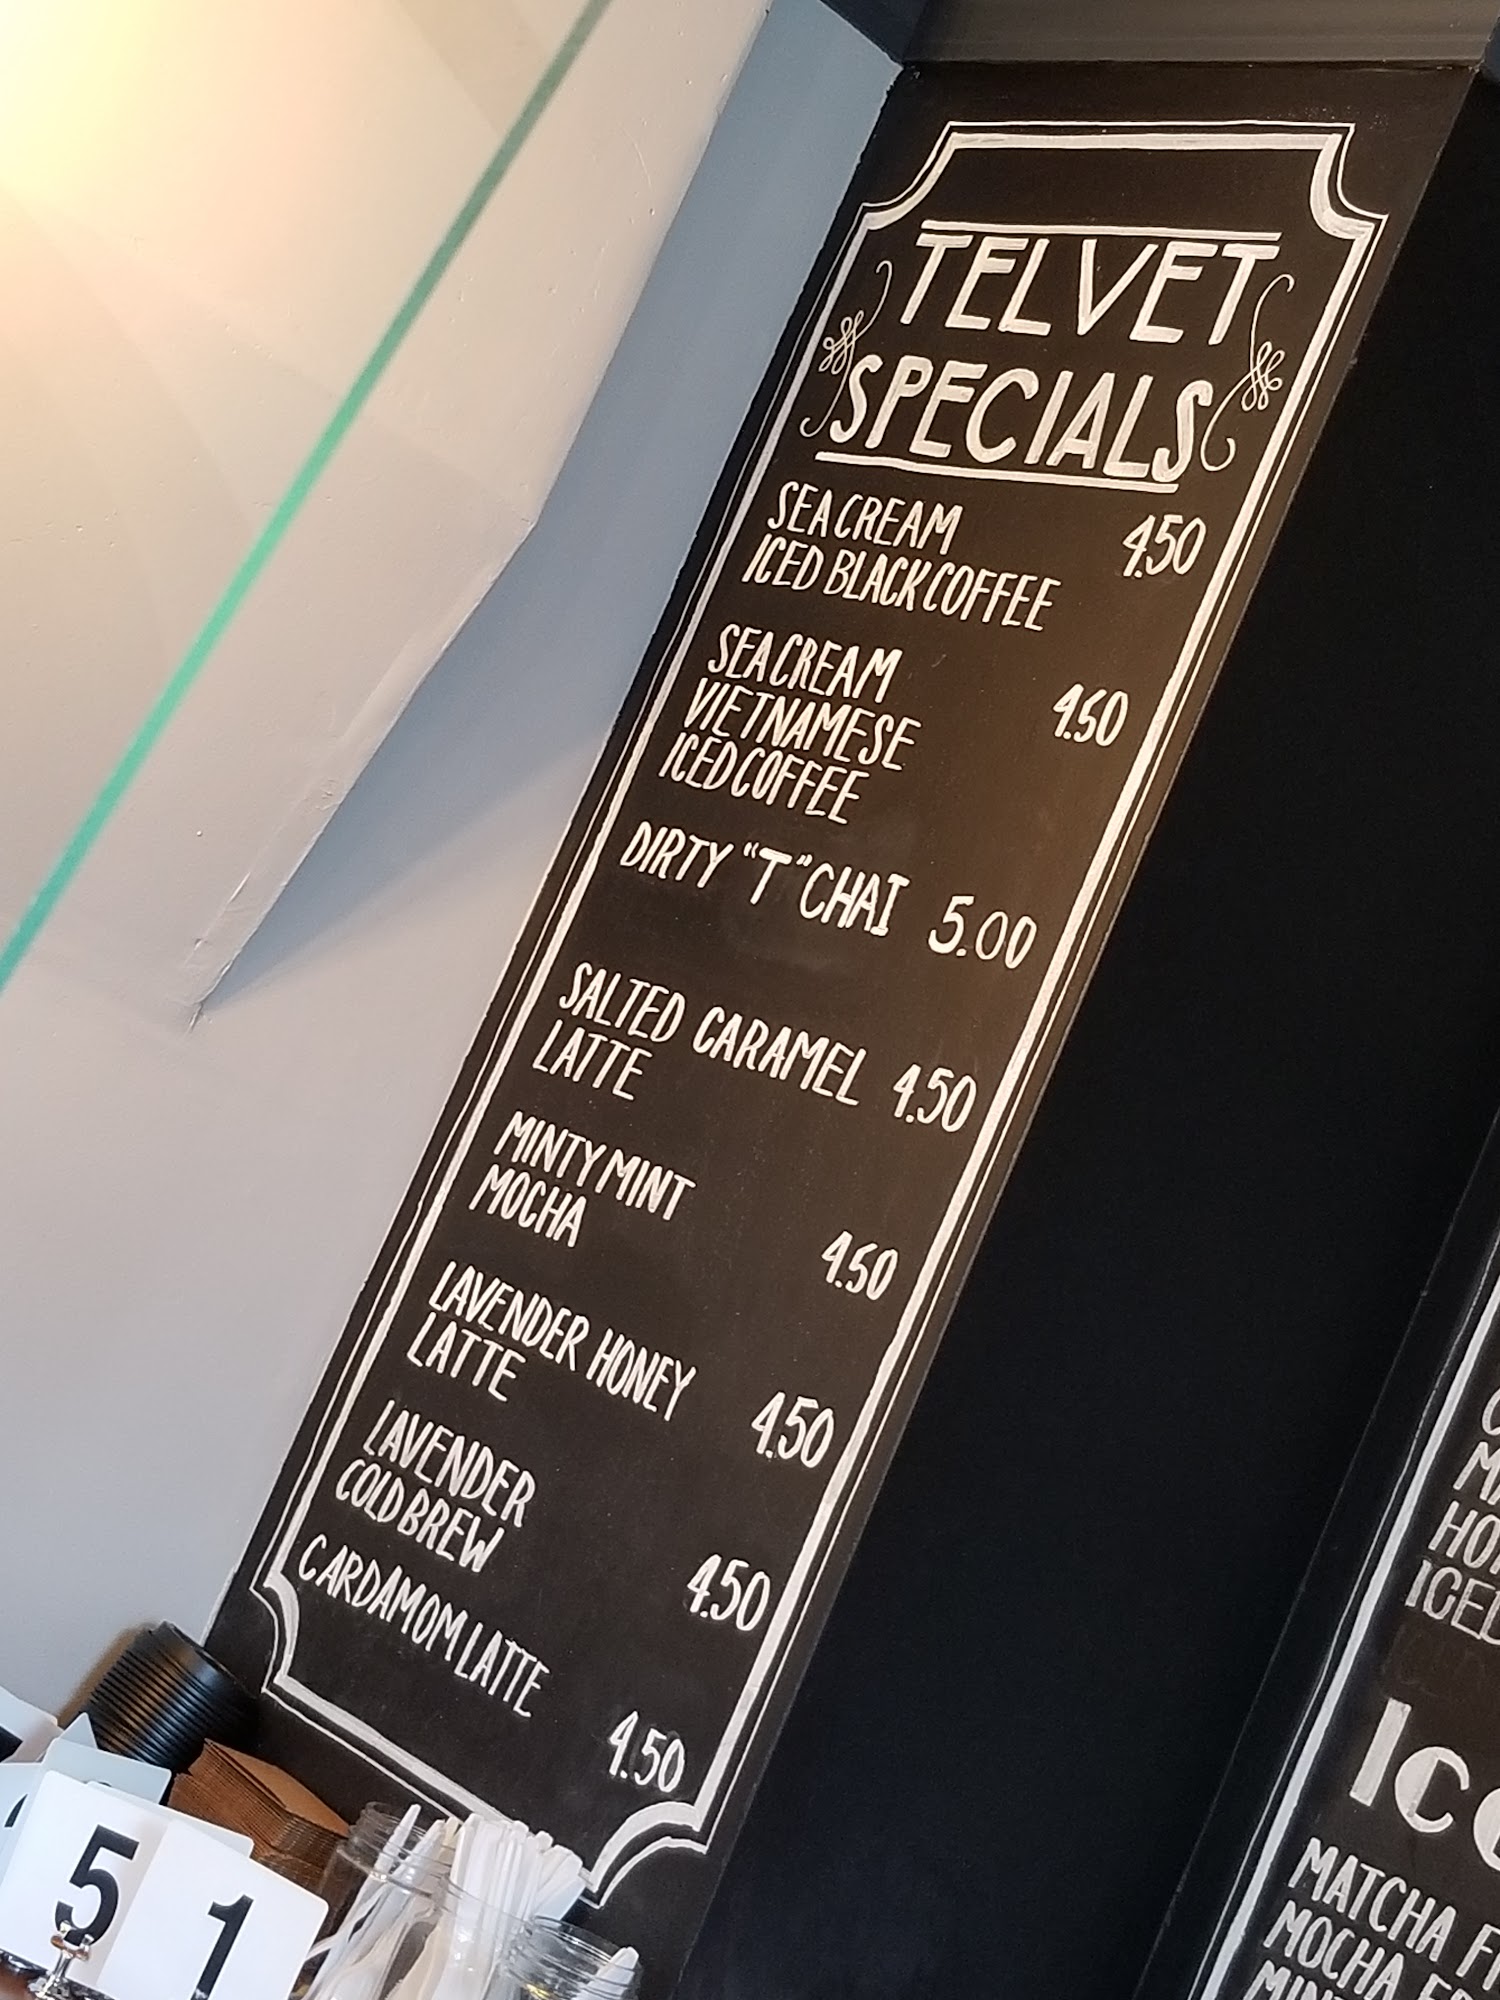 TELVET
SPECIALS
SEA CREAM
ICED BLACK COFFEE 4.50
SEA CREAM
VIETNAMESE 4.50
ICED COFFEE
DIRTY "T" CHAI 5.00
SALTED CARAMEL 4.50
LATTE
MINTY MINT
MOCHA 4.50
LAVENDER HONEY
LATTE 4.50
LAVENDER
COLD BREW 4.50
CARDAMOM LATTE
4.50
5
1
ICED
MATCHA
MOCHA